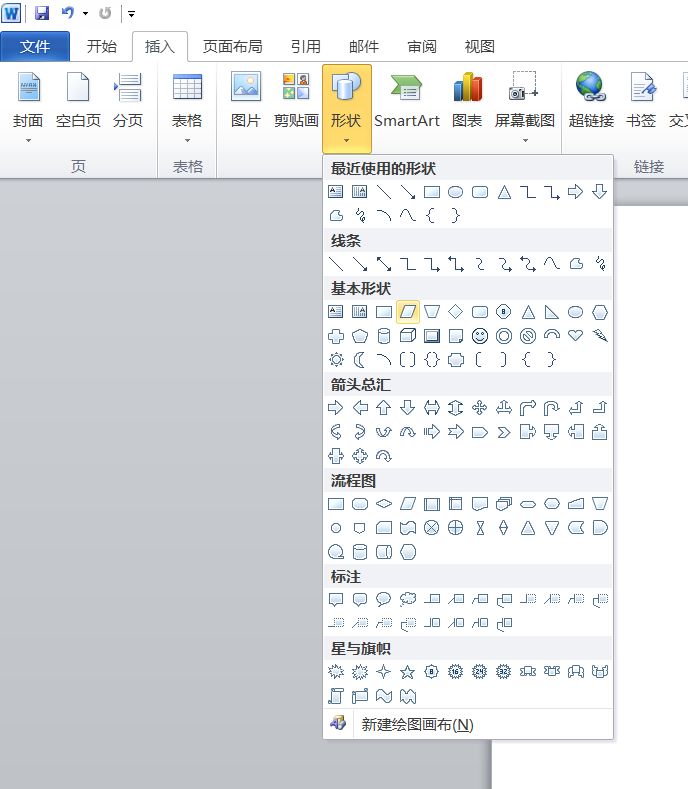 文件 开始 插入 页面布局 引用 邮件 审阅 视图
封面 空白页 分页 表格 图片 剪贴画 形状 SmartArt 图表 屏幕截图 超链接 书签
页 表格 链接
最近使用的形状
线条
基本形状
箭头总汇
流程图
标注
星与旗帜
新建绘图画布(N)